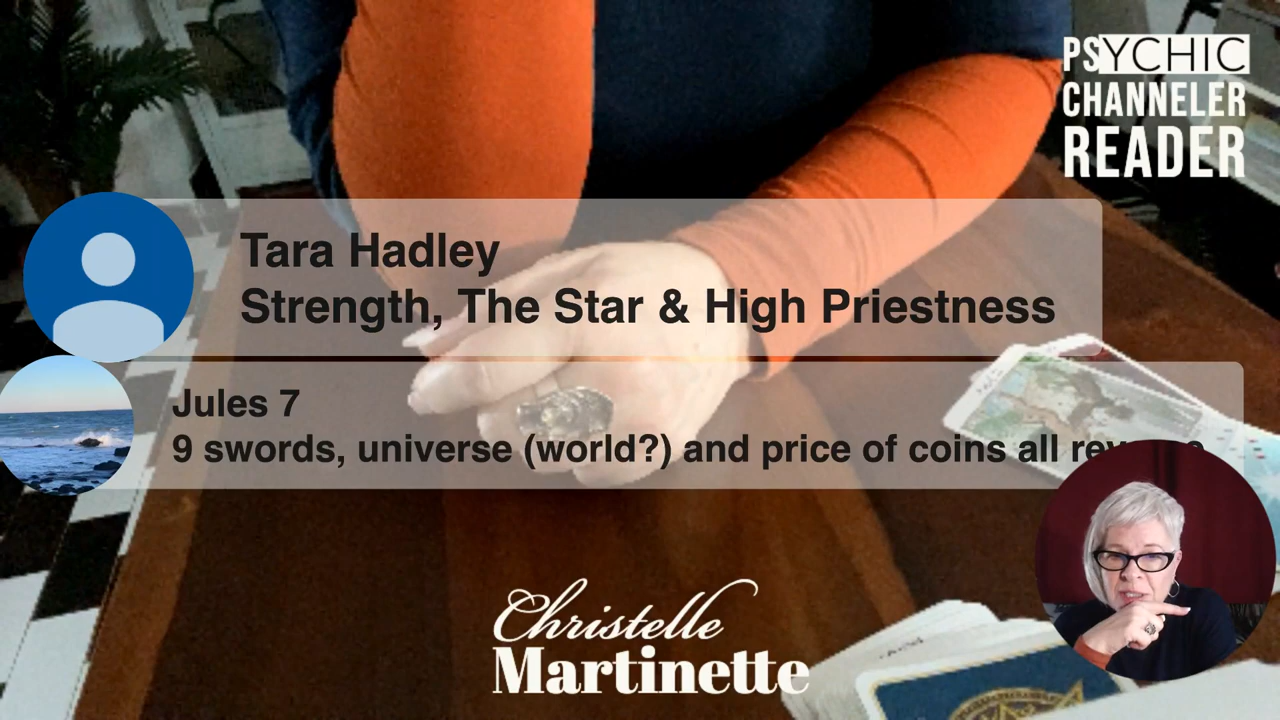 PSYCHIC
CHANNELER
READER
Tara Hadley
Strength, The Star & High Priestness
Jules 7
9 swords, universe (world?) and price of coins all
Christelle
Martinette